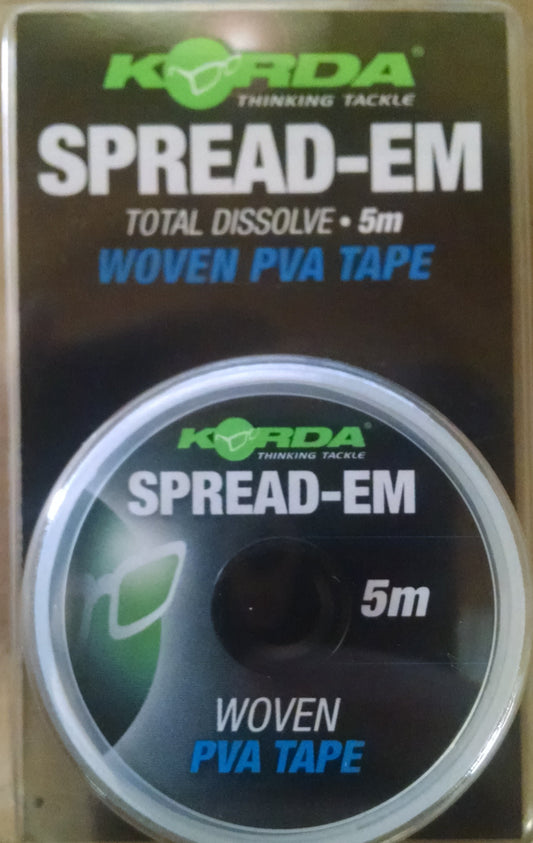 KORDA®
THINKING TACKLE
SPREAD-EM
TOTAL DISSOLVE • 5m
WOVEN PVA TAPE
KORDA®
THINKING TACKLE
SPREAD-EM
5m
WOVEN
PVA TAPE